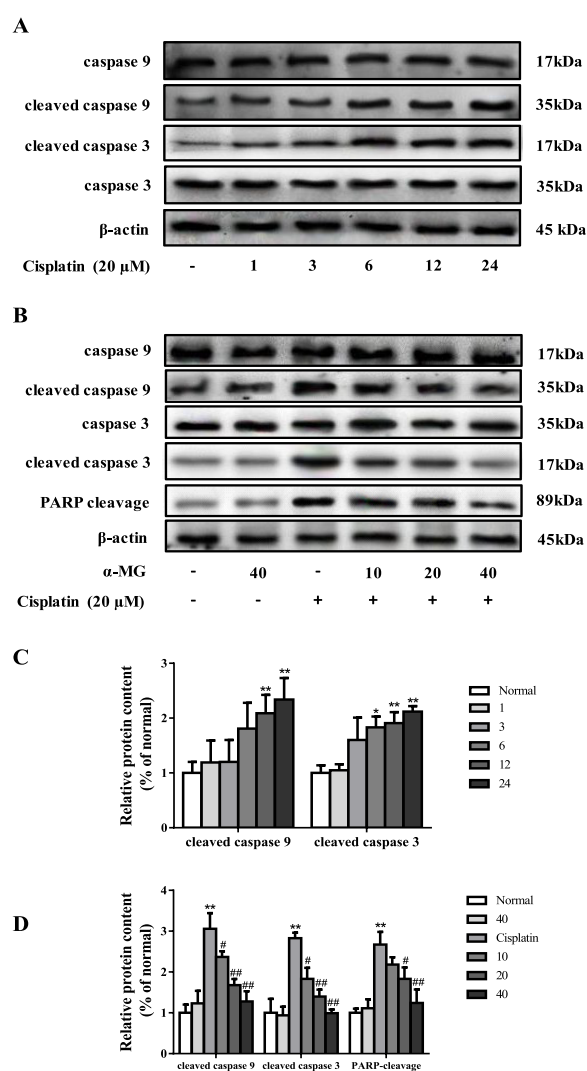 A
caspase 9 17kDa
cleaved caspase 9 35kDa
cleaved caspase 3 17kDa
caspase 3 35kDa
β-actin 45 kDa
Cisplatin (20 μM) - 1 3 6 12 24
B
caspase 9 17kDa
cleaved caspase 9 35kDa
caspase 3 35kDa
cleaved caspase 3 17kDa
PARP cleavage 89kDa
β-actin 45kDa
α-MG - 40 - 10 20 40
Cisplatin (20 μM) - - + + + +
C
Relative protein content
(% of normal)
3
2
1
0
** **
* ** **
cleaved caspase 9 cleaved caspase 3
Normal
1
3
6
12
24
D
Relative protein content
(% of normal)
4
3
2
1
0
** # ## ##
** # ## ##
** # ##
cleaved caspase 9 cleaved caspase 3 PARP-cleavage
Normal
40
Cisplatin
10
20
40